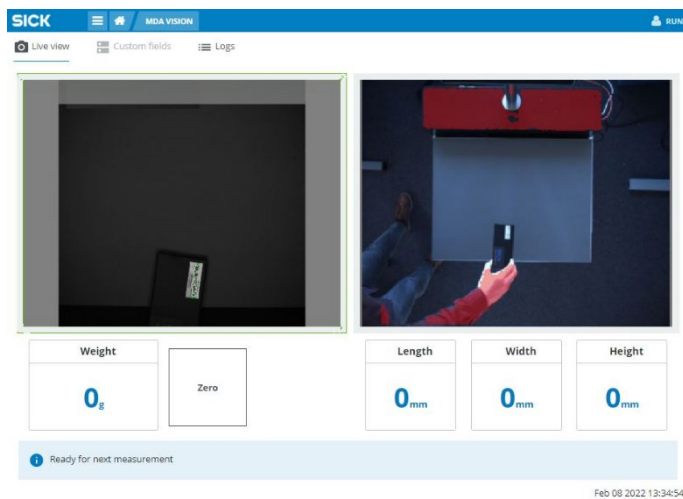 SICK
MDA VISION
RUN
Live view
Custom fields
Logs
Weight
Length
Width
Height
0g
Zero
0mm
0mm
0mm
Ready for next measurement
Feb 08 2022 13:34:54